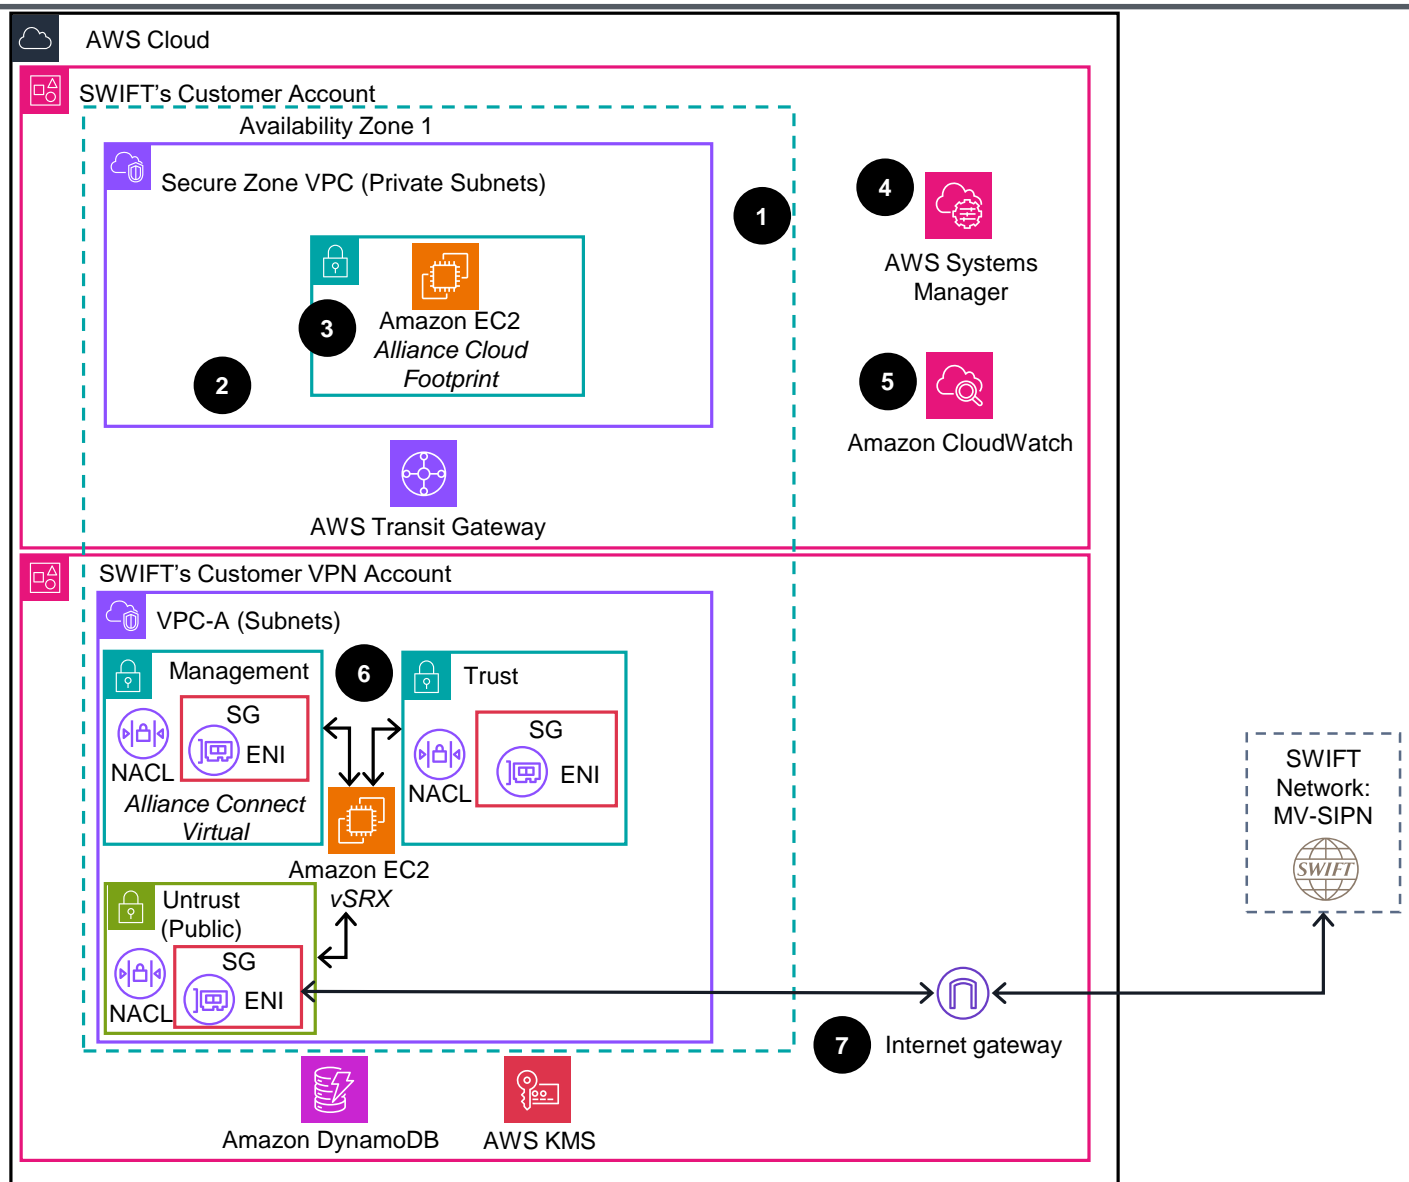 AWS Cloud
SWIFT's Customer Account
Availability Zone 1
Secure Zone VPC (Private Subnets)
1
4
AWS Systems
Manager
3
Amazon EC2
Alliance Cloud
Footprint
2
5
Amazon CloudWatch
AWS Transit Gateway
SWIFT's Customer VPN Account
VPC-A (Subnets)
Management
6
Trust
SG
ENI
NACL
Alliance Connect
Virtual
SG
ENI
NACL
Amazon EC2
vSRX
Untrust
(Public)
SG
ENI
NACL
7
Internet gateway
SWIFT
Network:
MV-SIPN
SWIFT
Amazon DynamoDB
AWS KMS